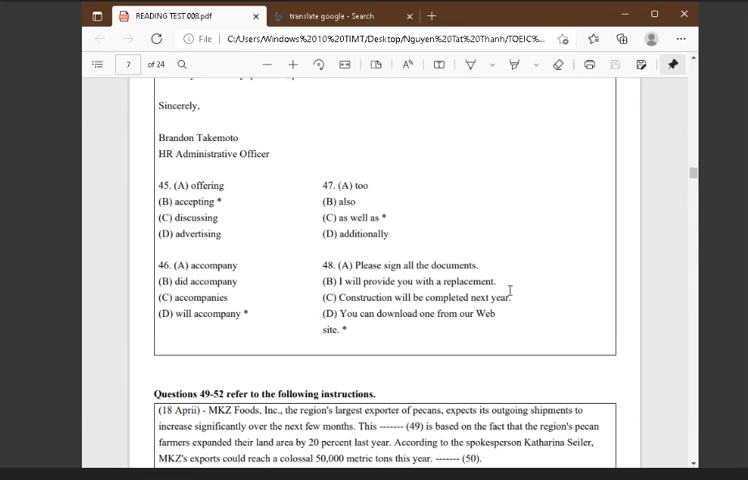 READING TEST 008.pdf
translate google - Search
File
C:/Users/Windows%2010%20TIMT/Desktop/Nguyen%20Tat%20Thanh/TOEIC%...
7 of 24
Sincerely,
Brandon Takemoto
HR Administrative Officer
45. (A) offering
(B) accepting *
(C) discussing
(D) advertising
47. (A) too
(B) also
(C) as well as *
(D) additionally
46. (A) accompany
(B) did accompany
(C) accompanies
(D) will accompany *
48. (A) Please sign all the documents.
(B) I will provide you with a replacement.
(C) Construction will be completed next year.
(D) You can download one from our Web
site. *
Questions 49-52 refer to the following instructions.
(18 Aprii) - MKZ Foods, Inc., the region's largest exporter of pecans, expects its outgoing shipments to
increase significantly over the next few months. This ------- (49) is based on the fact that the region's pecan
farmers expanded their land area by 20 percent last year. According to the spokesperson Katharina Seiler,
MKZ's exports could reach a colossal 50,000 metric tons this year. ------- (50).